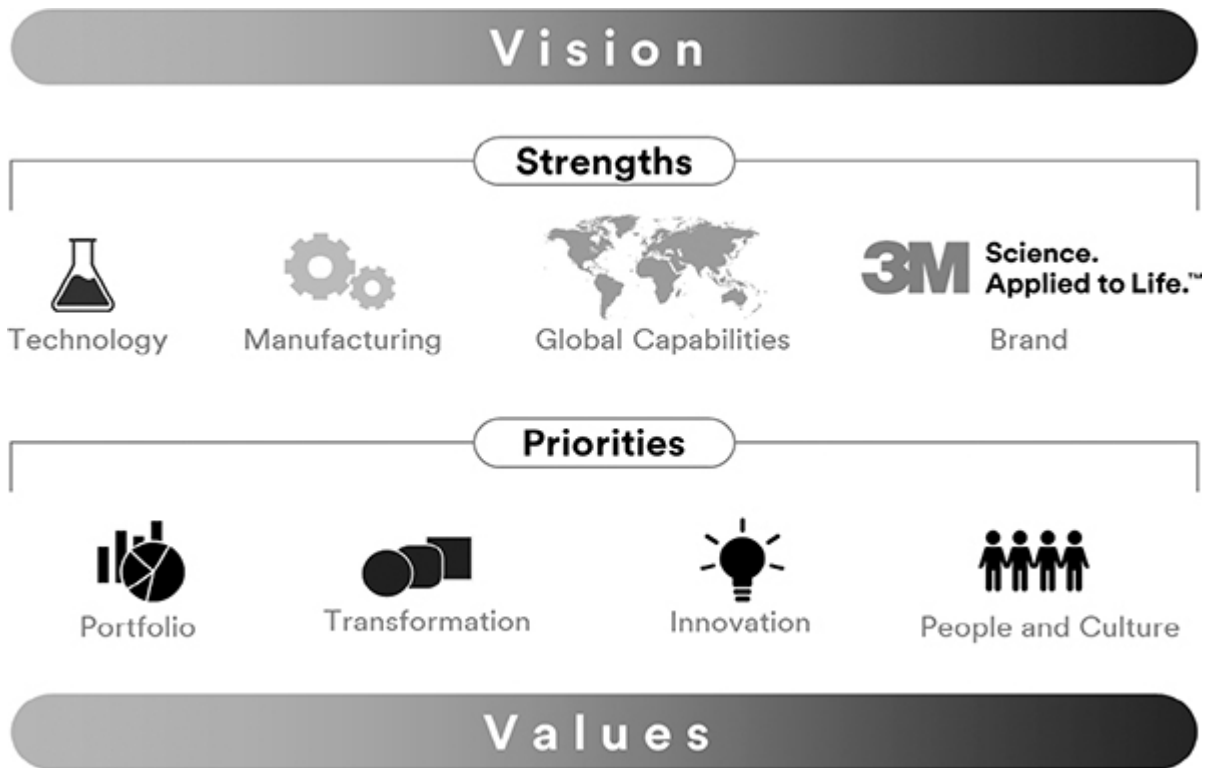 Vision
Strengths
3M Science.
Applied to Life.™
Technology
Manufacturing
Global Capabilities
Brand
Priorities
Portfolio
Transformation
Innovation
People and Culture
Values